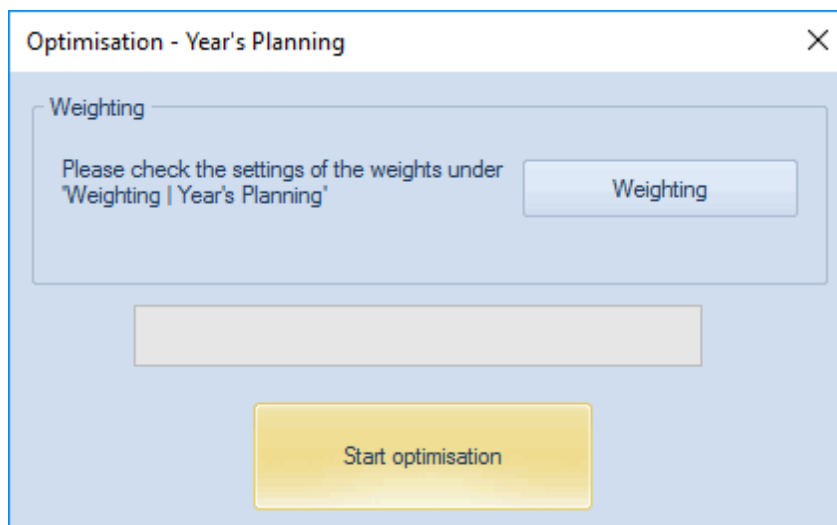 Optimisation - Year's Planning
Weighting
Please check the settings of the weights under
'Weighting | Year's Planning'
Weighting
Start optimisation